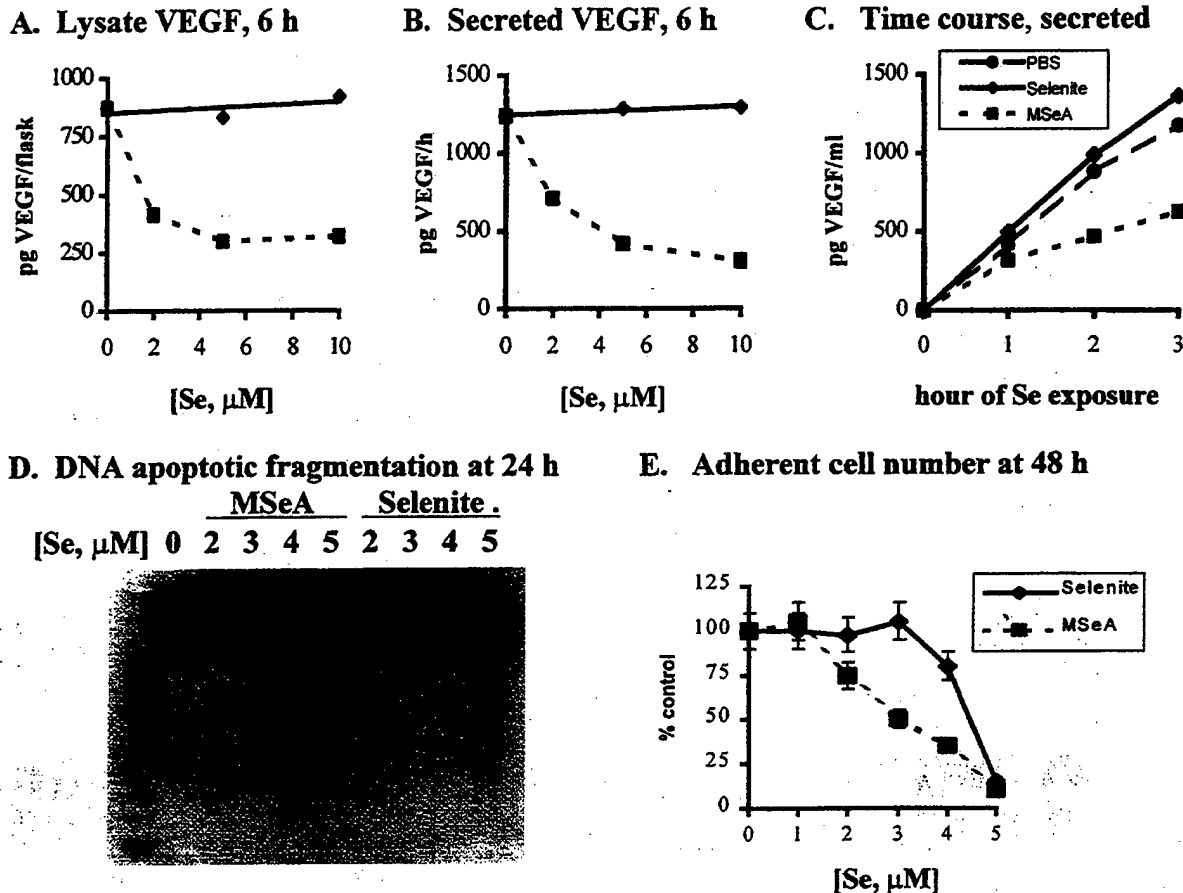 A. Lysate VEGF, 6 h
1000
750
500
250
0
pg VEGF/flask
0 2 4 6 8 10
[Se, μM]
B. Secreted VEGF, 6 h
1500
1000
500
0
pg VEGF/h
0 2 4 6 8 10
[Se, μM]
C. Time course, secreted
PBS
Selenite
MSeA
1500
1000
500
0
pg VEGF/ml
0 1 2 3
hour of Se exposure
D. DNA apoptotic fragmentation at 24 h
MSeA Selenite .
[Se, μM] 0 2 3 4 5 2 3 4 5
E. Adherent cell number at 48 h
Selenite
MSeA
125
100
75
50
25
0
% control
0 1 2 3 4 5
[Se, μM]